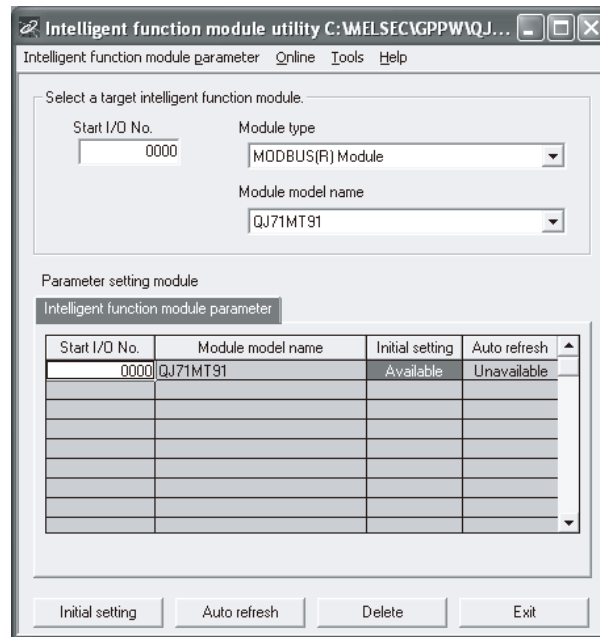 Intelligent function module utility C:\MELSEC\GPPW\QJ...
Intelligent function module parameter Online Tools Help
Select a target intelligent function module.
Start I/O No. Module type
0000 MODBUS(R) Module
Module model name
QJ71MT91
Parameter setting module
Intelligent function module parameter
Start I/O No. Module model name Initial setting Auto refresh
0000 QJ71MT91 Available Unavailable
Initial setting Auto refresh Delete Exit